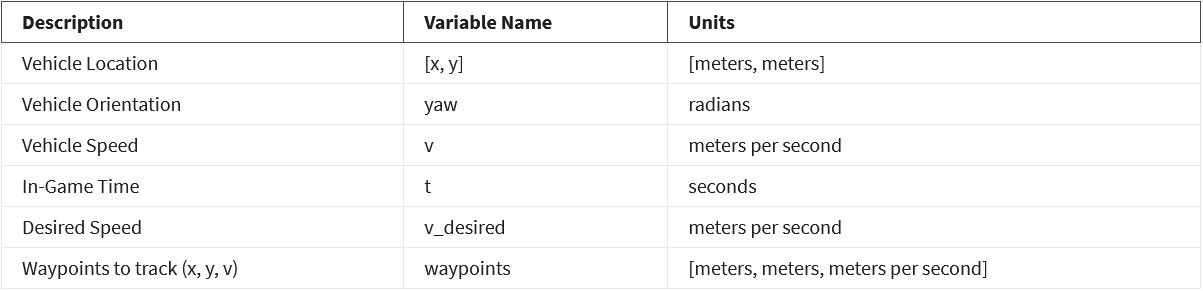 Description Variable Name Units
Vehicle Location [x, y] [meters, meters]
Vehicle Orientation yaw radians
Vehicle Speed v meters per second
In-Game Time t seconds
Desired Speed v_desired meters per second
Waypoints to track (x, y, v) waypoints [meters, meters, meters per second]